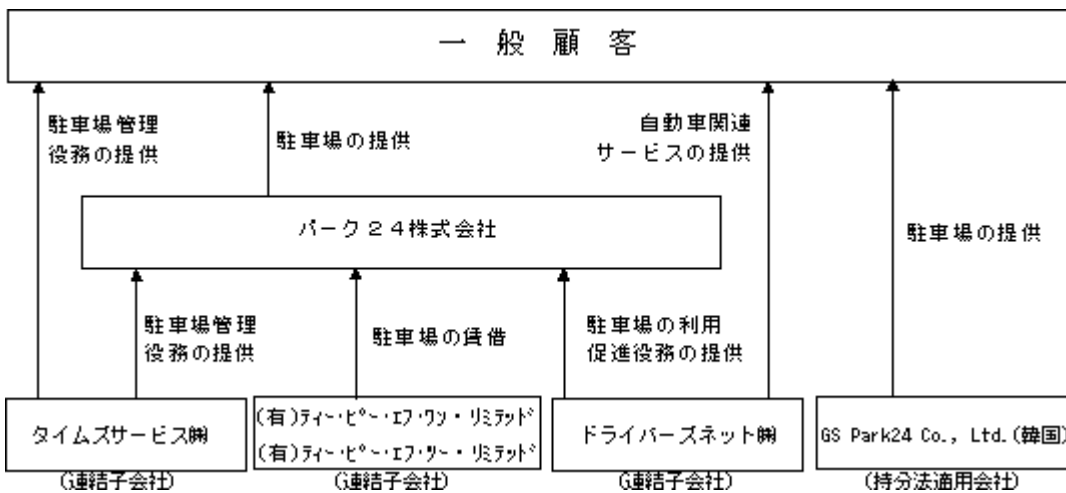 一般顧客
駐車場管理
役務の提供
駐車場の提供
自動車関連
サービスの提供
駐車場の提供
パーク24株式会社
駐車場管理
役務の提供
駐車場の賃借
駐車場の利用
促進役務の提供
タイムズサービス㈱
(有)ティー・ピー・エフ・ワン・リミテッド
(有)ティー・ピー・エフ・ツー・リミテッド
ドライバーズネット㈱
GS Park24 Co., Ltd.(韓国)
(連結子会社)
(連結子会社)
(連結子会社)
(持分法適用会社)